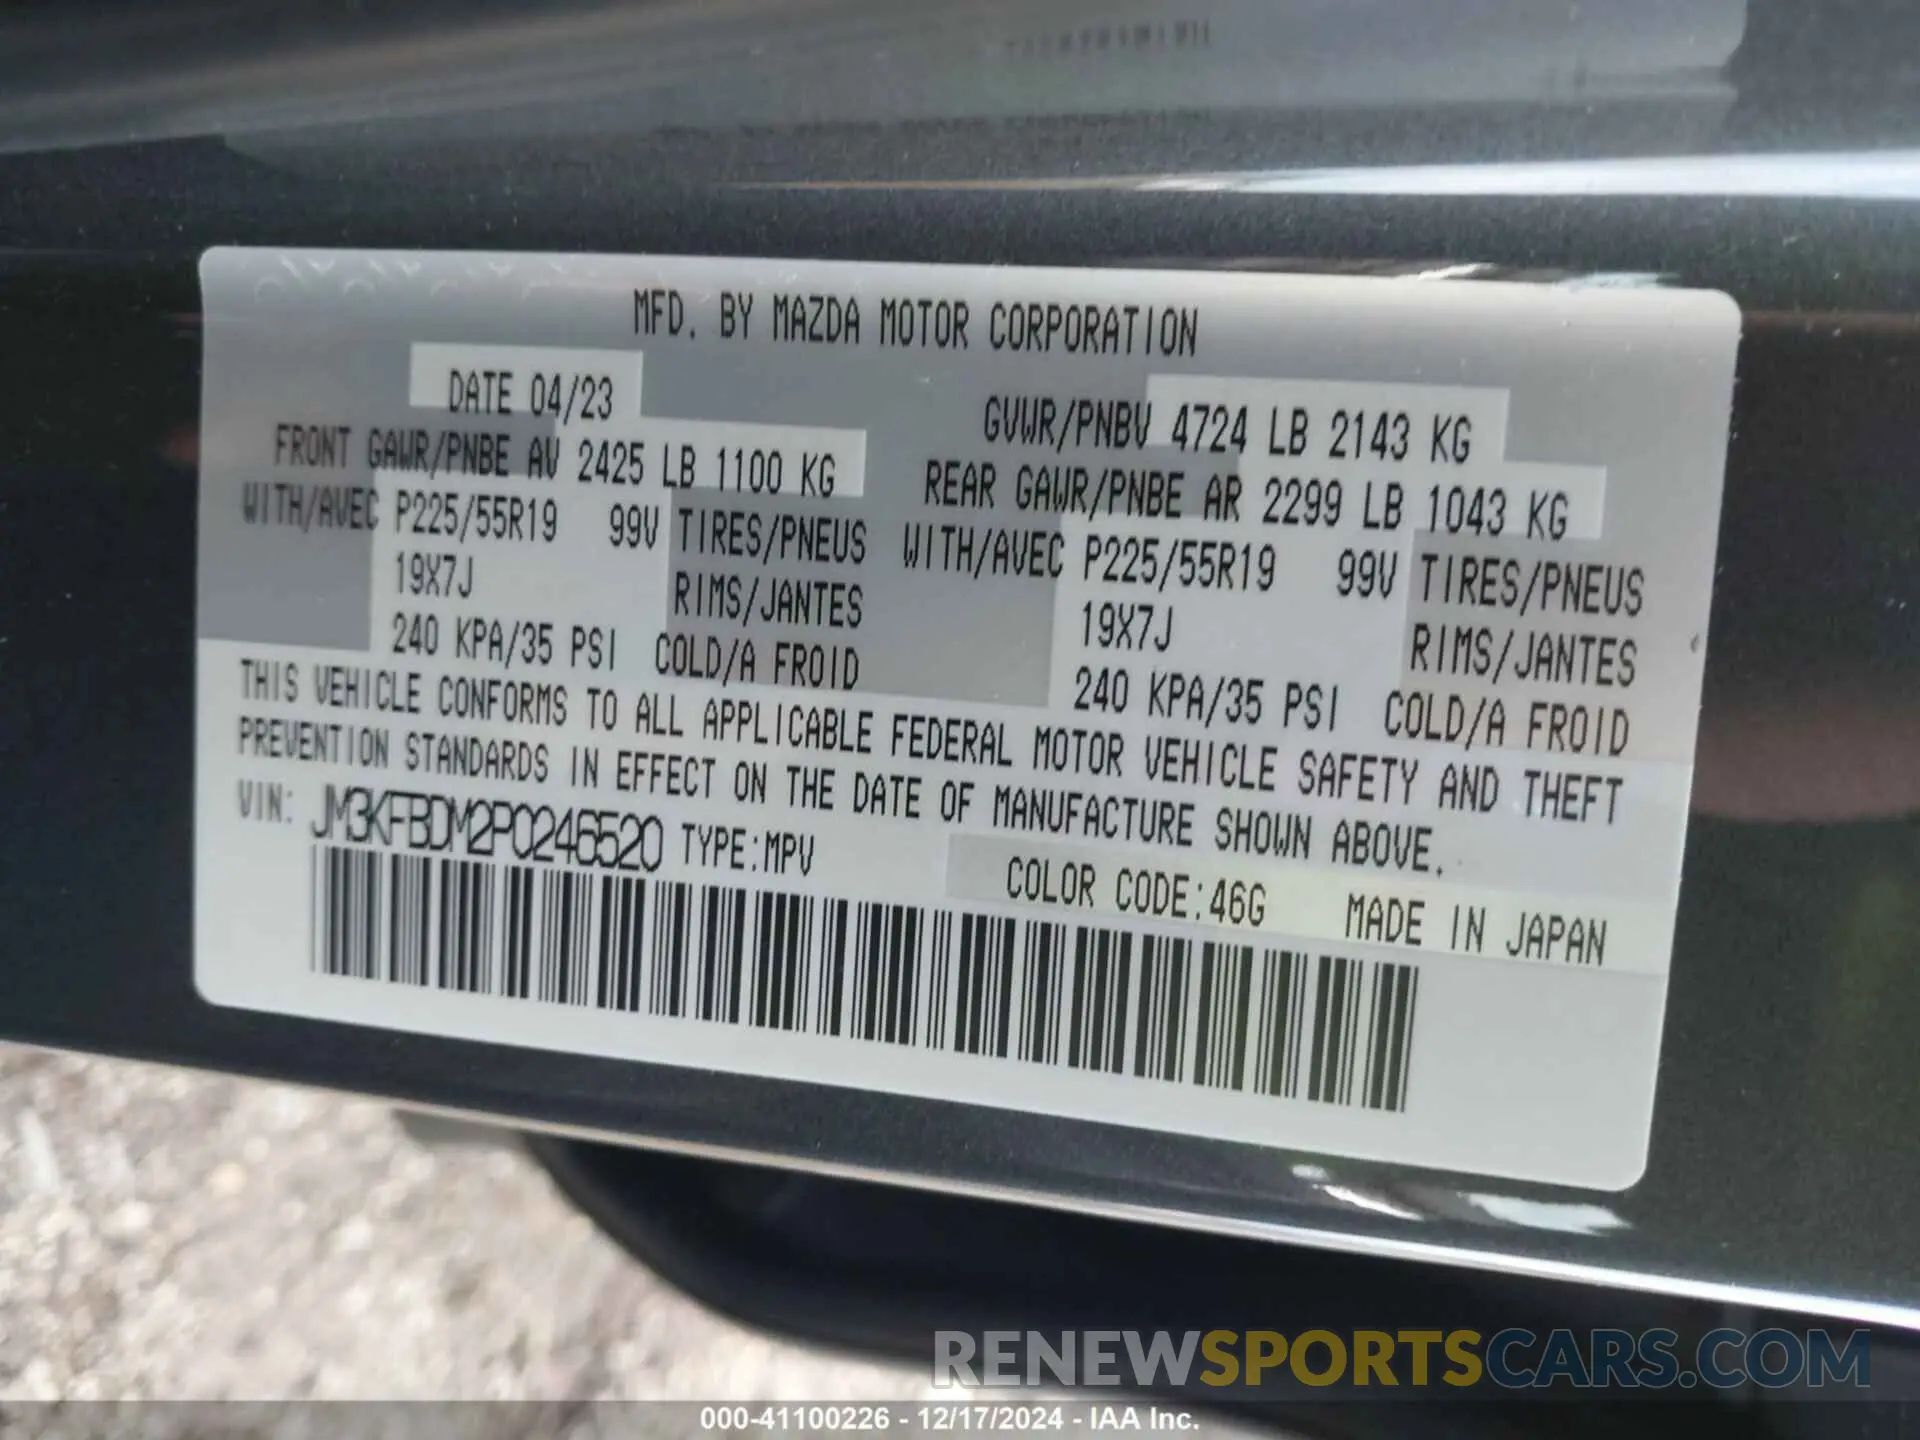 MFD. BY MAZDA MOTOR CORPORATION
DATE 04/23
GVWR/PNBV 4724 LB 2143 KG
FRONT GAWR/PNBE AV 2425 LB 1100 KG
REAR GAWR/PNBE AR 2299 LB 1043 KG
WITH/AVEC P225/55R19 99V TIRES/PNEUS
WITH/AVEC P225/55R19 99V TIRES/PNEUS
19X7J RIMS/JANTES
19X7J RIMS/JANTES
240 KPA/35 PSI COLD/A FROID
240 KPA/35 PSI COLD/A FROID
THIS VEHICLE CONFORMS TO ALL APPLICABLE FEDERAL MOTOR VEHICLE SAFETY AND THEFT
PREVENTION STANDARDS IN EFFECT ON THE DATE OF MANUFACTURE SHOWN ABOVE.
VIN: JM3KFBDM2P0246520 TYPE:MPV
COLOR CODE:46G MADE IN JAPAN
RENEWSPORTSCARS.COM
000-41100226 - 12/17/2024 - IAA Inc.